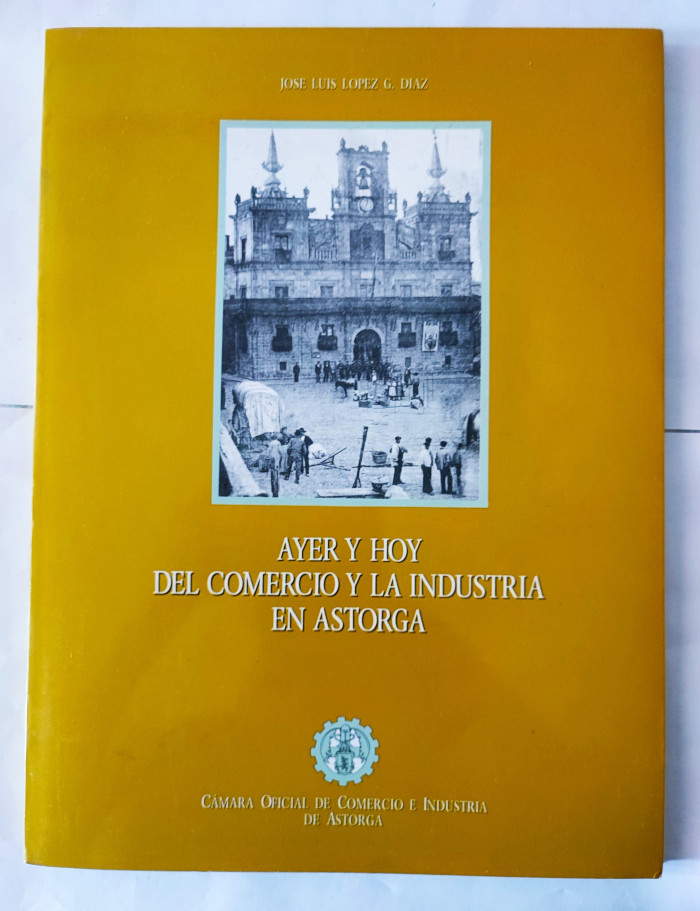 JOSE LUIS LOPEZ G. DIAZ
AYER Y HOY
DEL COMERCIO Y LA INDUSTRIA
EN ASTORGA
CÁMARA OFICIAL DE COMERCIO E INDUSTRIA
DE ASTORGA